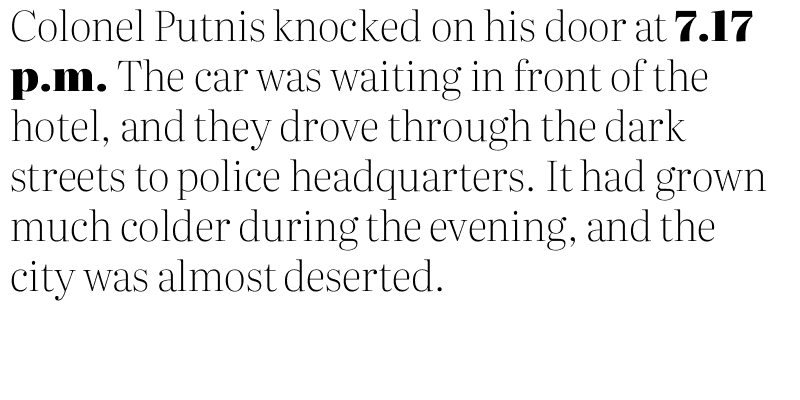 Colonel Putnis knocked on his door at 7.17
p.m. The car was waiting in front of the
hotel, and they drove through the dark
streets to police headquarters. It had grown
much colder during the evening, and the
city was almost deserted.